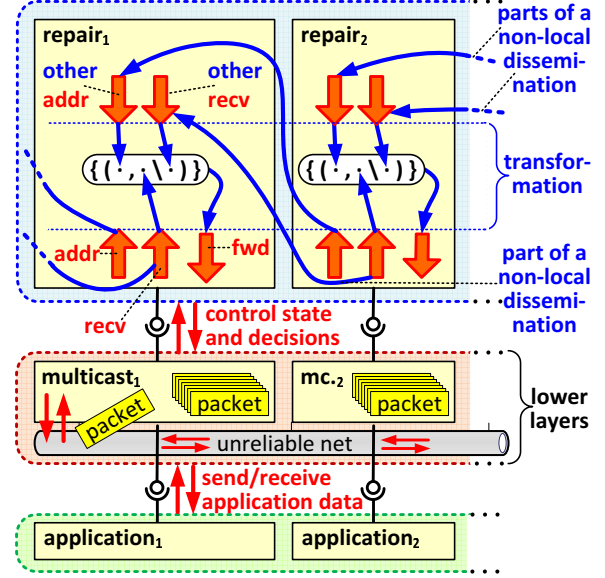 repair₁
repair₂
parts of a
non-local
dissemi-
nation
other
addr
other
recv
{(·,·\·)}
{(·,·\·)}
transfor-
mation
addr
recv
fwd
part of a
non-local
dissemi-
nation
control state
and decisions
multicast₁
mc.₂
packet
packet
packet
unreliable net
lower
layers
send/receive
application data
application₁
application₂